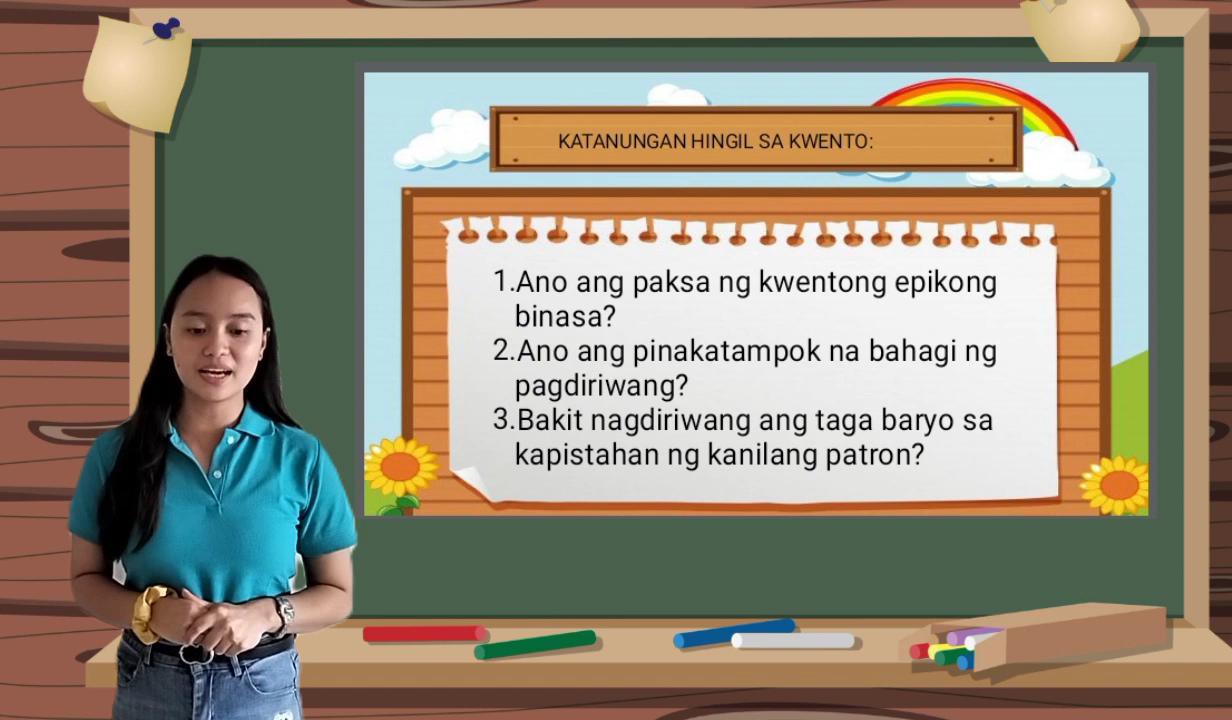 KATANUNGAN HINGIL SA KWENTO:
1.Ano ang paksa ng kwentong epikong
binasa?
2.Ano ang pinakatampok na bahagi ng
pagdiriwang?
3.Bakit nagdiriwang ang taga baryo sa
kapistahan ng kanilang patron?